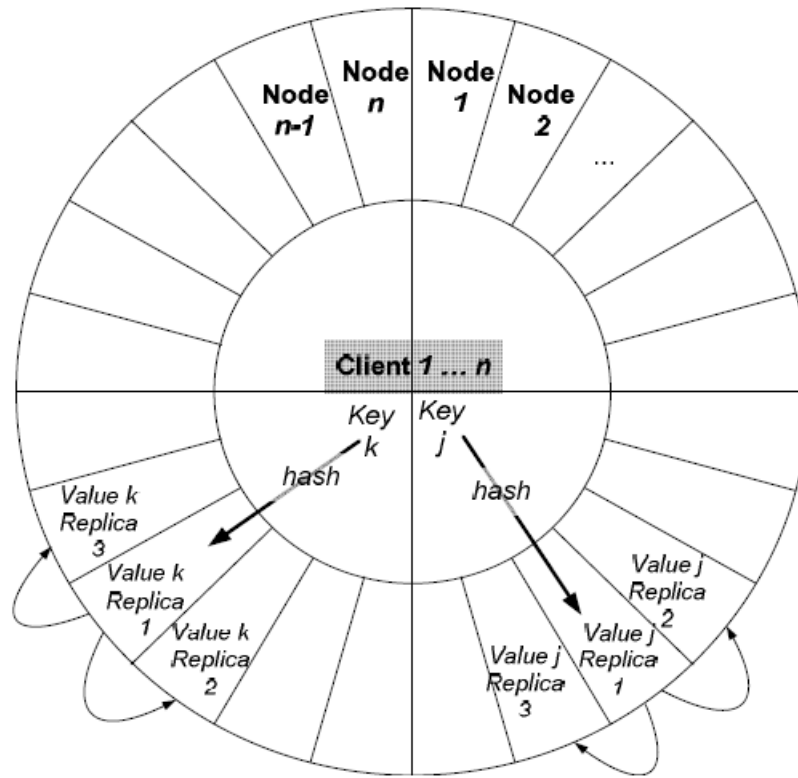 Node
n-1
Node
n
Node
1
Node
2
...
Client 1 ... n
Key
k
Key
j
hash
hash
Value k
Replica
3
Value k
Replica
1
Value k
Replica
2
Value j
Replica
3
Value j
Replica
1
Value j
Replica
2